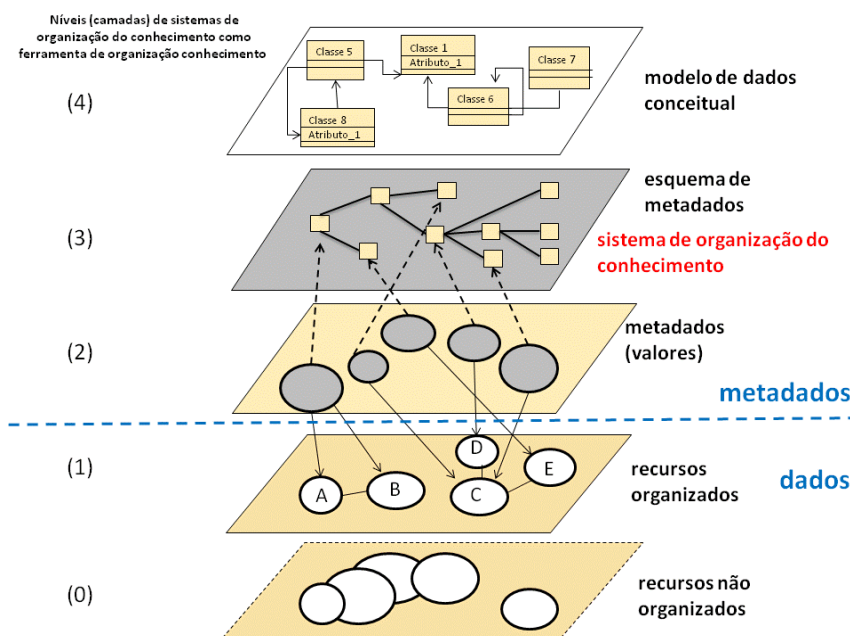 Níveis (camadas) de sistemas de
organização do conhecimento como
ferramenta de organização conhecimento
(4)
Classe 5
Classe 1
Atributo_1
Classe 7
Classe 6
Classe 8
Atributo_1
modelo de dados
conceitual
(3)
esquema de
metadados
sistema de organização do
conhecimento
(2)
metadados
(valores)
metadados
(1)
A
B
D
C
E
recursos
organizados
dados
(0)
recursos não
organizados